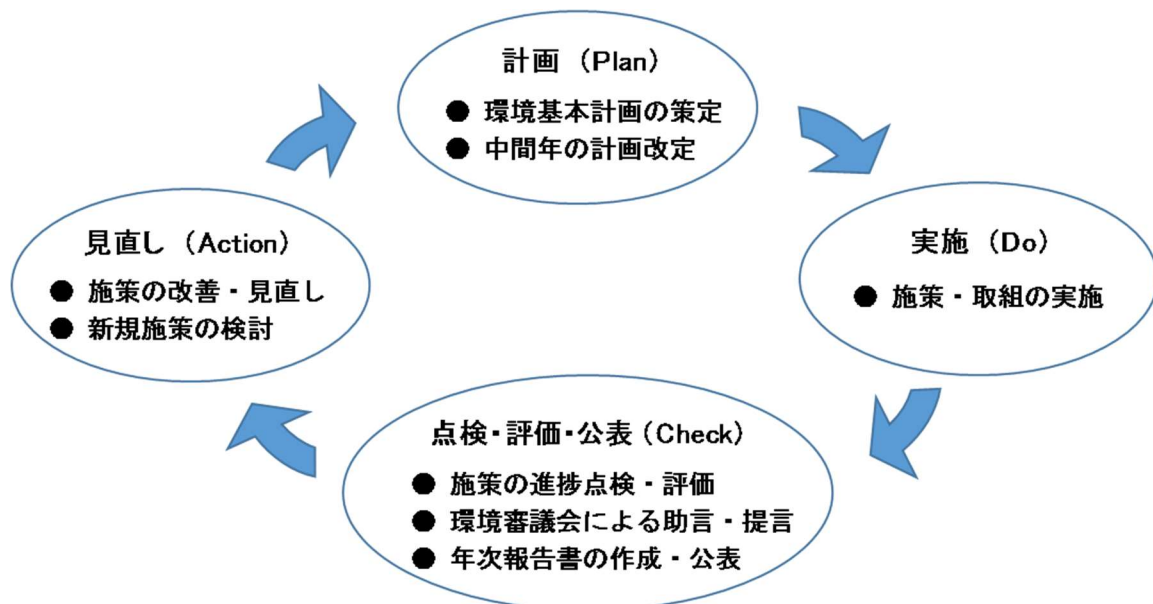 計画（Plan）
● 環境基本計画の策定
● 中間年の計画改定
実施（Do）
● 施策・取組の実施
点検・評価・公表（Check）
● 施策の進捗点検・評価
● 環境審議会による助言・提言
● 年次報告書の作成・公表
見直し（Action）
● 施策の改善・見直し
● 新規施策の検討